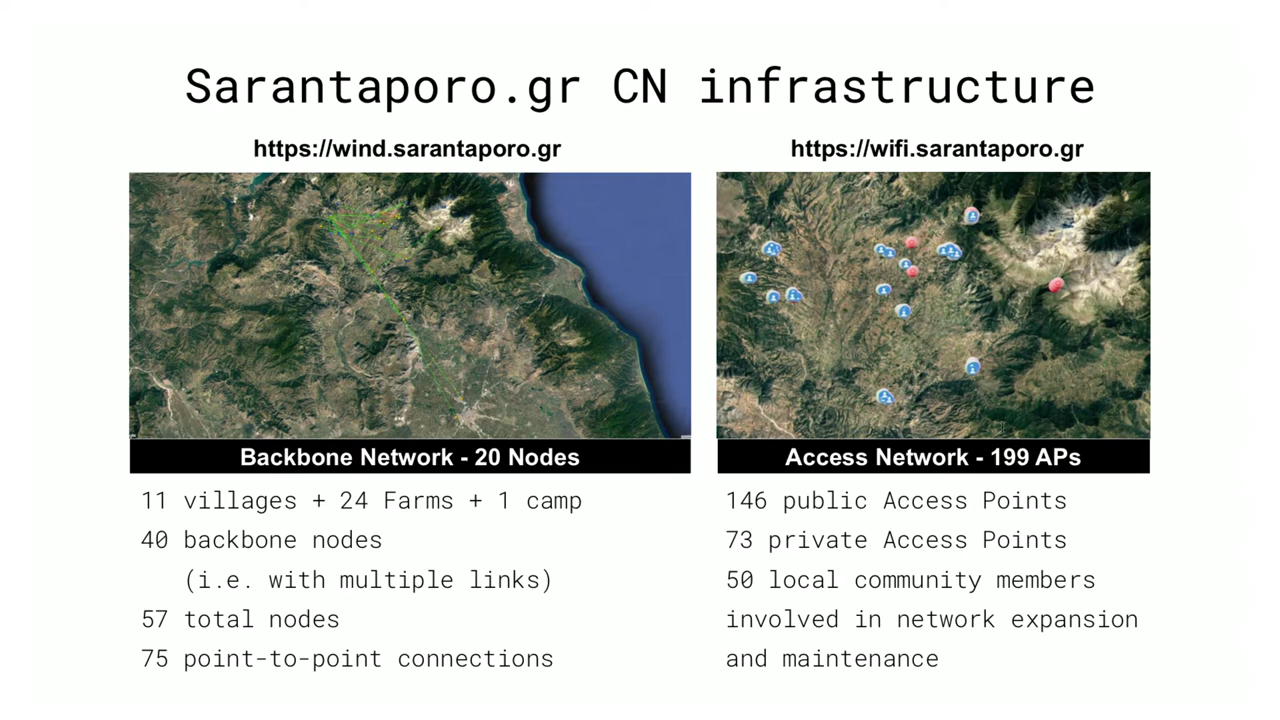 Sarantaporo.gr CN infrastructure
https://wind.sarantaporo.gr
Backbone Network - 20 Nodes
11 villages + 24 Farms + 1 camp
40 backbone nodes
(i.e. with multiple links)
57 total nodes
75 point-to-point connections
https://wifi.sarantaporo.gr
Access Network - 199 APs
146 public Access Points
73 private Access Points
50 local community members
involved in network expansion
and maintenance